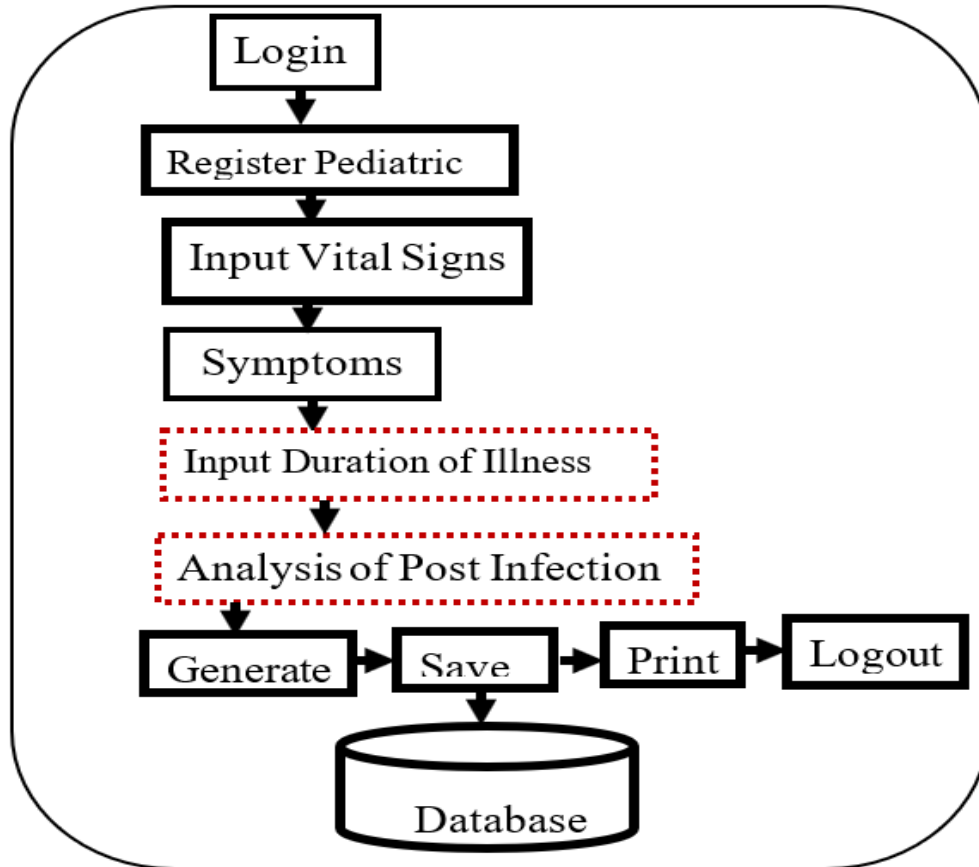 Login
Register Pediatric
Input Vital Signs
Symptoms
Input Duration of Illness
Analysis of Post Infection
Generate
Save
Print
Logout
Database